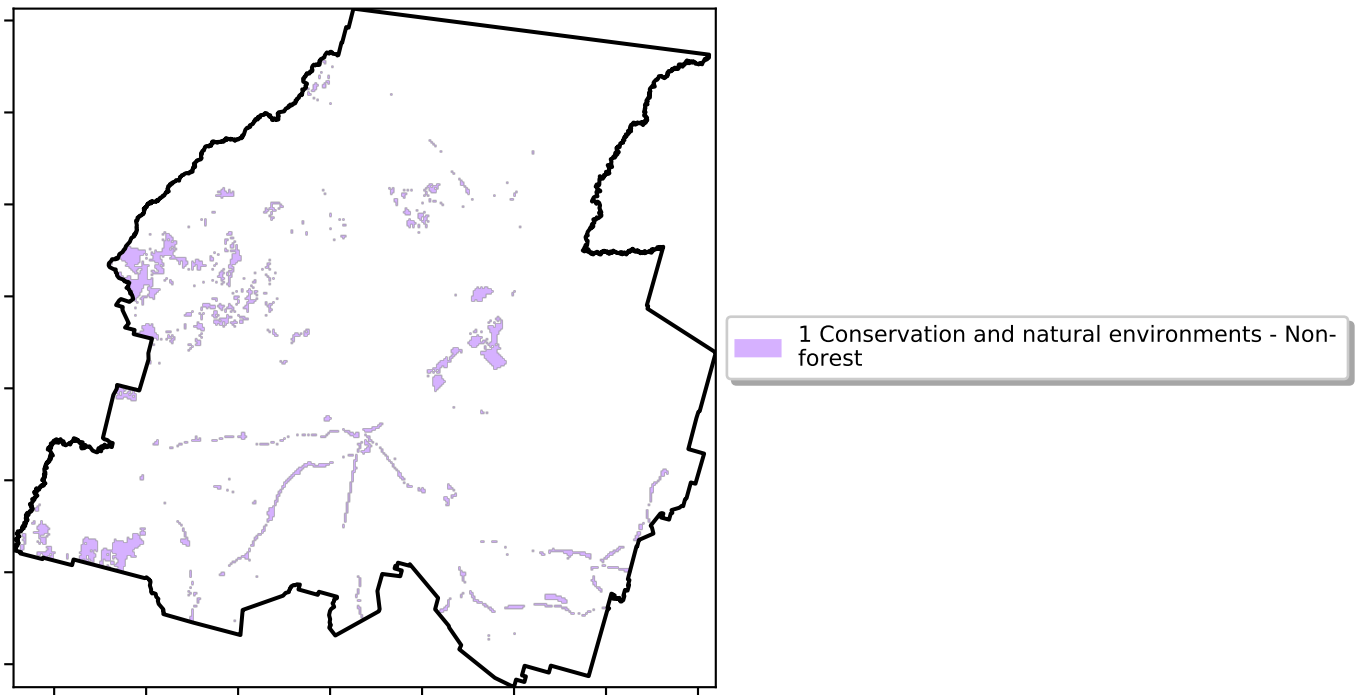 1 Conservation and natural environments - Non-
forest